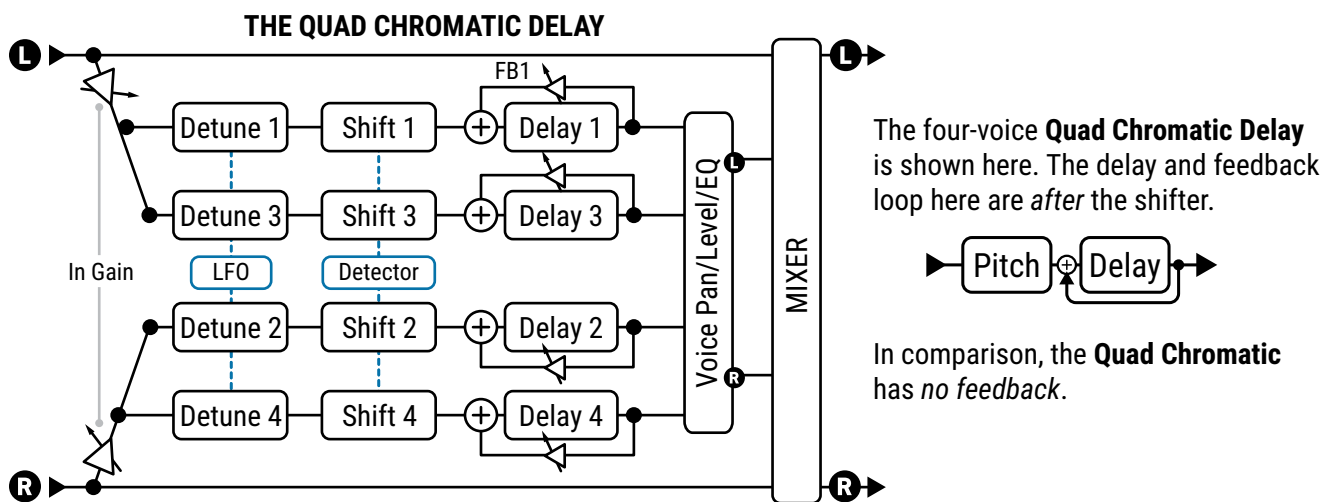 THE QUAD CHROMATIC DELAY
L
L
FB1
Detune 1
Shift 1
+
Delay 1
L
Detune 3
Shift 3
+
Delay 3
In Gain
LFO
Detector
Voice Pan/Level/EQ
MIXER
Detune 2
Shift 2
+
Delay 2
R
Detune 4
Shift 4
+
Delay 4
R
R
The four-voice Quad Chromatic Delay
is shown here. The delay and feedback
loop here are after the shifter.
Pitch
+
Delay
In comparison, the Quad Chromatic
has no feedback.